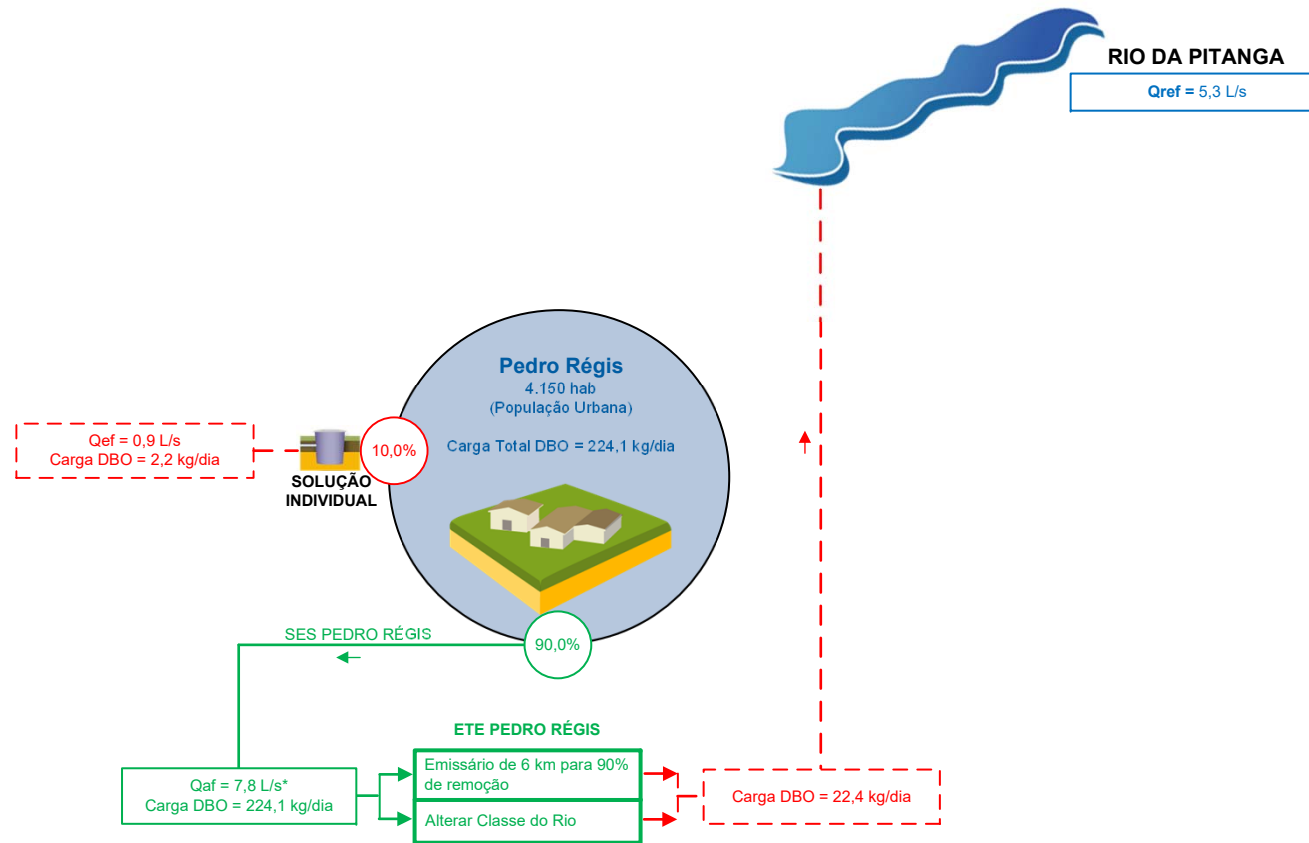 RIO DA PITANGA
Qref = 5,3 L/s
Pedro Régis
4.150 hab
(População Urbana)
Carga Total DBO = 224,1 kg/dia
Qef = 0,9 L/s
Carga DBO = 2,2 kg/dia
10,0%
SOLUÇÃO
INDIVIDUAL
SES PEDRO RÉGIS
90,0%
ETE PEDRO RÉGIS
Qaf = 7,8 L/s*
Carga DBO = 224,1 kg/dia
Emissário de 6 km para 90%
de remoção
Alterar Classe do Rio
Carga DBO = 22,4 kg/dia